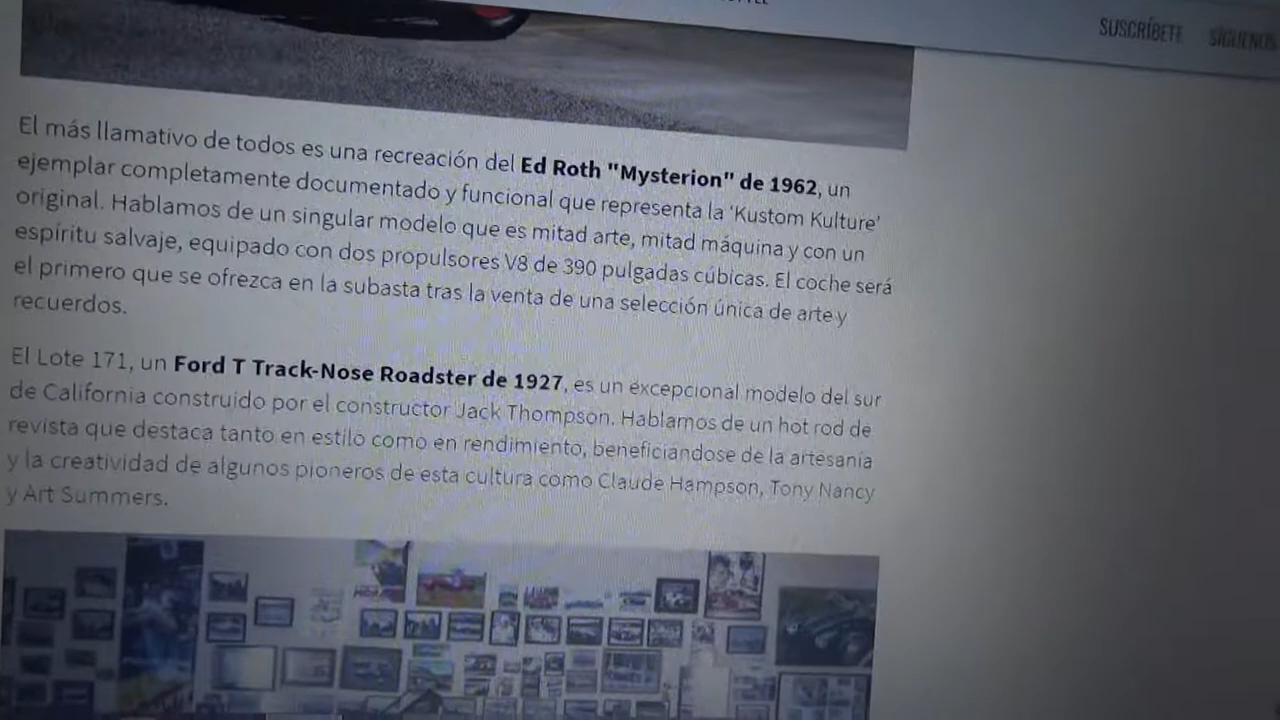 SUSCRÍBETE SÍGUENOS
El más llamativo de todos es una recreación del Ed Roth "Mysterion" de 1962, un
ejemplar completamente documentado y funcional que representa la 'Kustom Kulture'
original. Hablamos de un singular modelo que es mitad arte, mitad máquina y con un
espíritu salvaje, equipado con dos propulsores V8 de 390 pulgadas cúbicas. El coche será
el primero que se ofrezca en la subasta tras la venta de una selección única de arte y
recuerdos.
El Lote 171, un Ford T Track-Nose Roadster de 1927, es un excepcional modelo del sur
de California construido por el constructor Jack Thompson. Hablamos de un hot rod de
revista que destaca tanto en estilo como en rendimiento, beneficiándose de la artesanía
y la creatividad de algunos pioneros de esta cultura como Claude Hampson, Tony Nancy
y Art Summers.